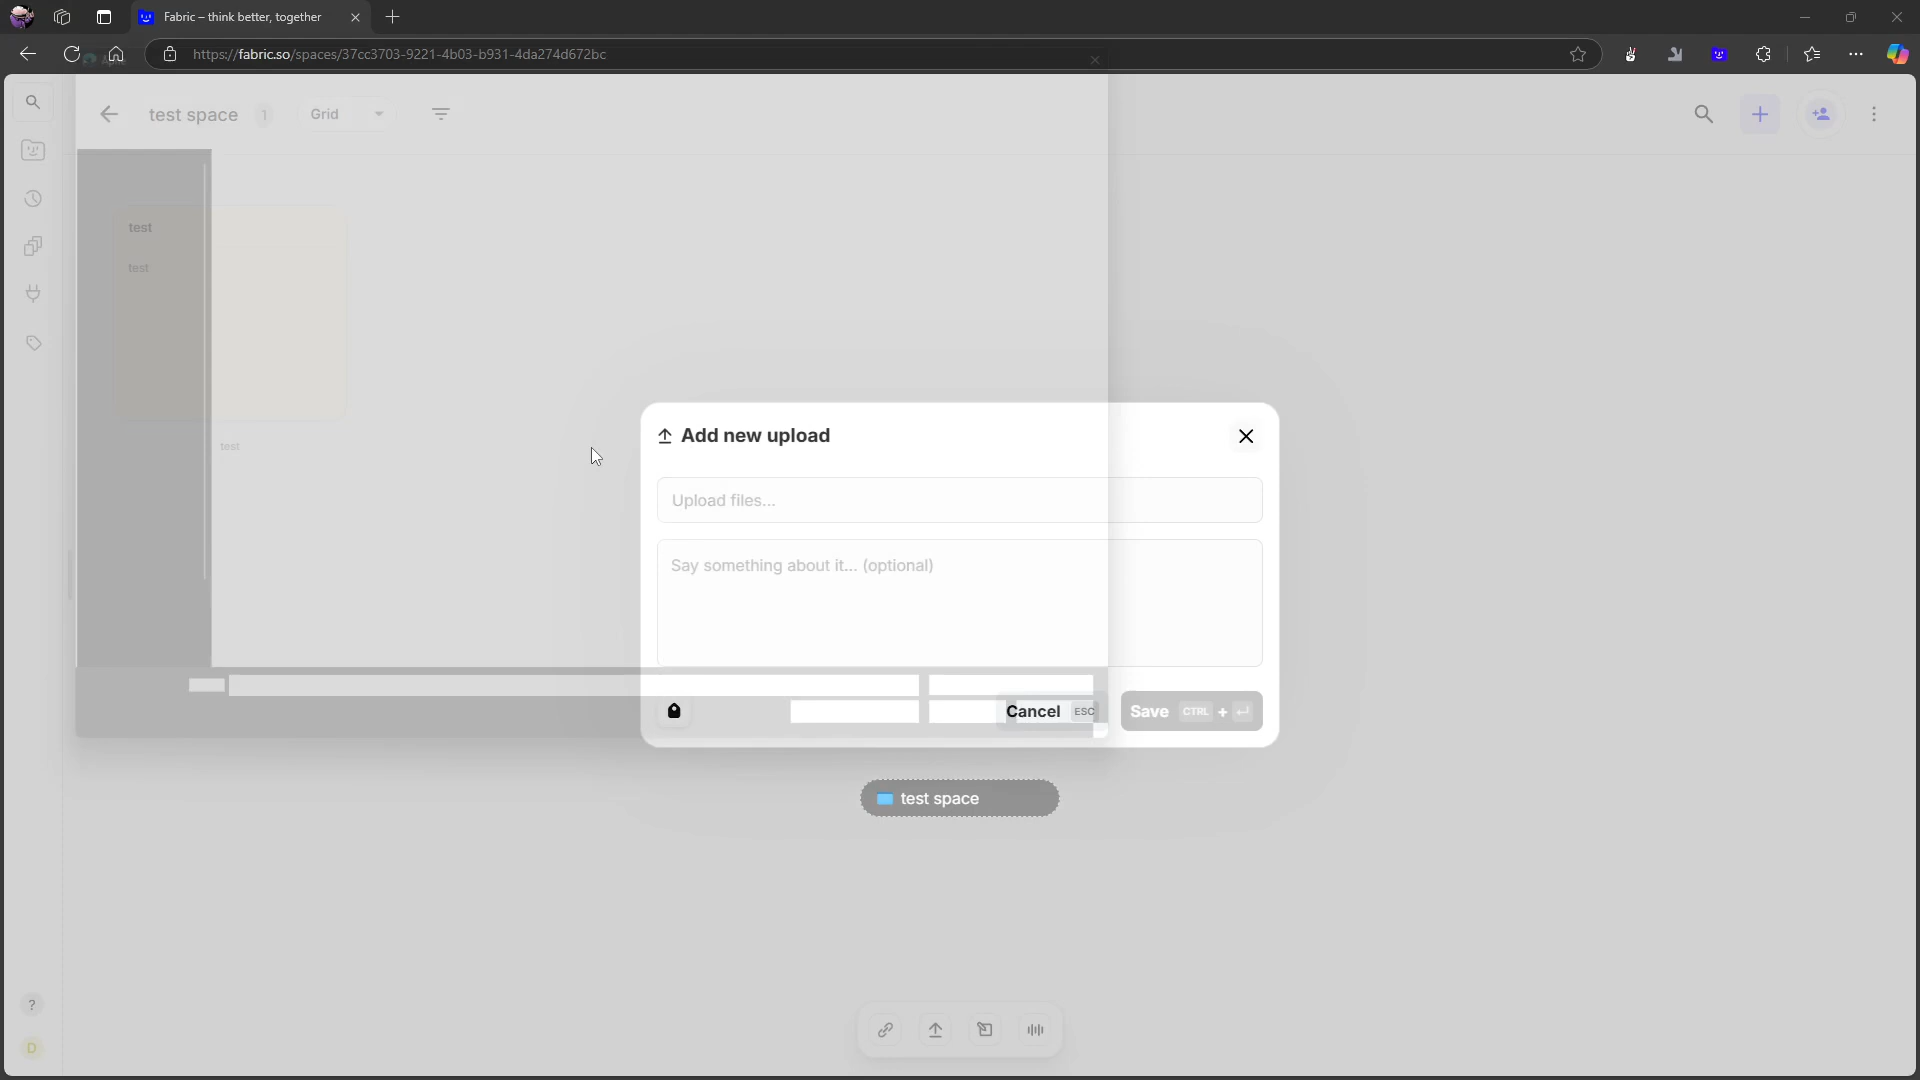 Fabric – think better, together
https://fabric.so/spaces/37cc3703-9221-4b03-b931-4da274d672bc
test space 1 Grid
test
test
test
Add new upload
Upload files...
Say something about it... (optional)
Cancel ESC Save CTRL +
test space
?
D